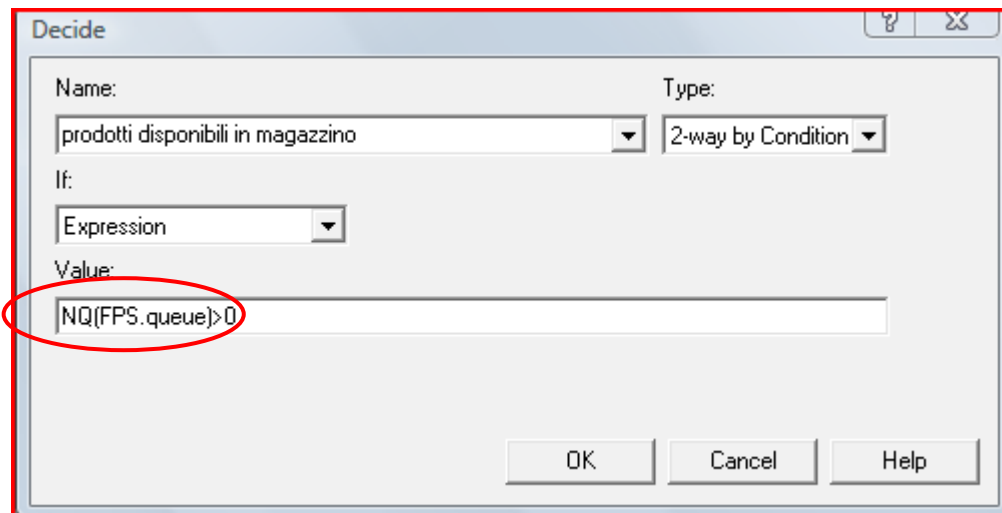 Decide
Name: Type:
prodotti disponibili in magazzino 2-way by Condition
If:
Expression
Value:
NQ(FPS.queue)>0
OK Cancel Help